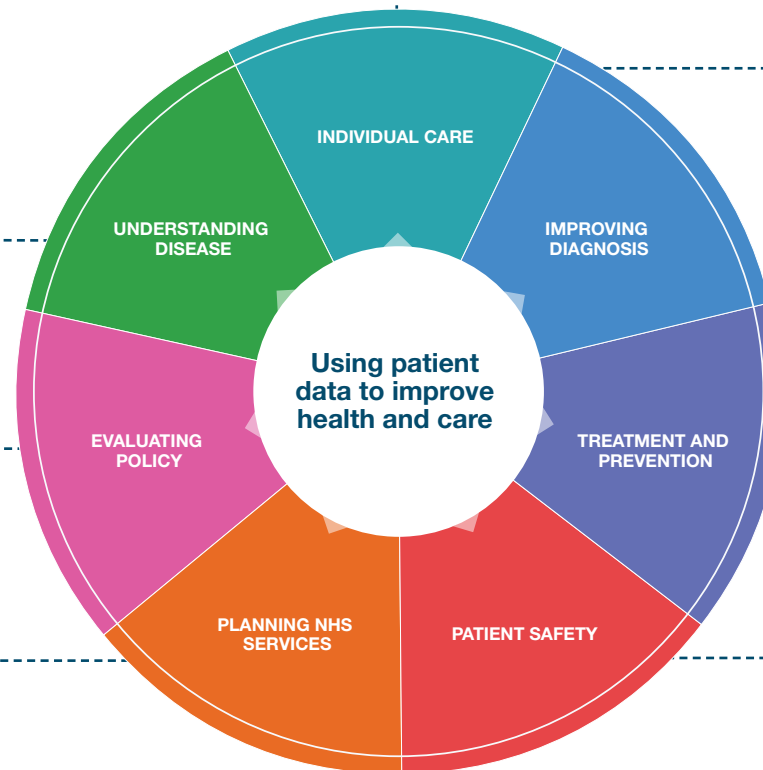 INDIVIDUAL CARE
IMPROVING
DIAGNOSIS
TREATMENT AND
PREVENTION
PATIENT SAFETY
PLANNING NHS
SERVICES
EVALUATING
POLICY
UNDERSTANDING
DISEASE
Using patient
data to improve
health and care